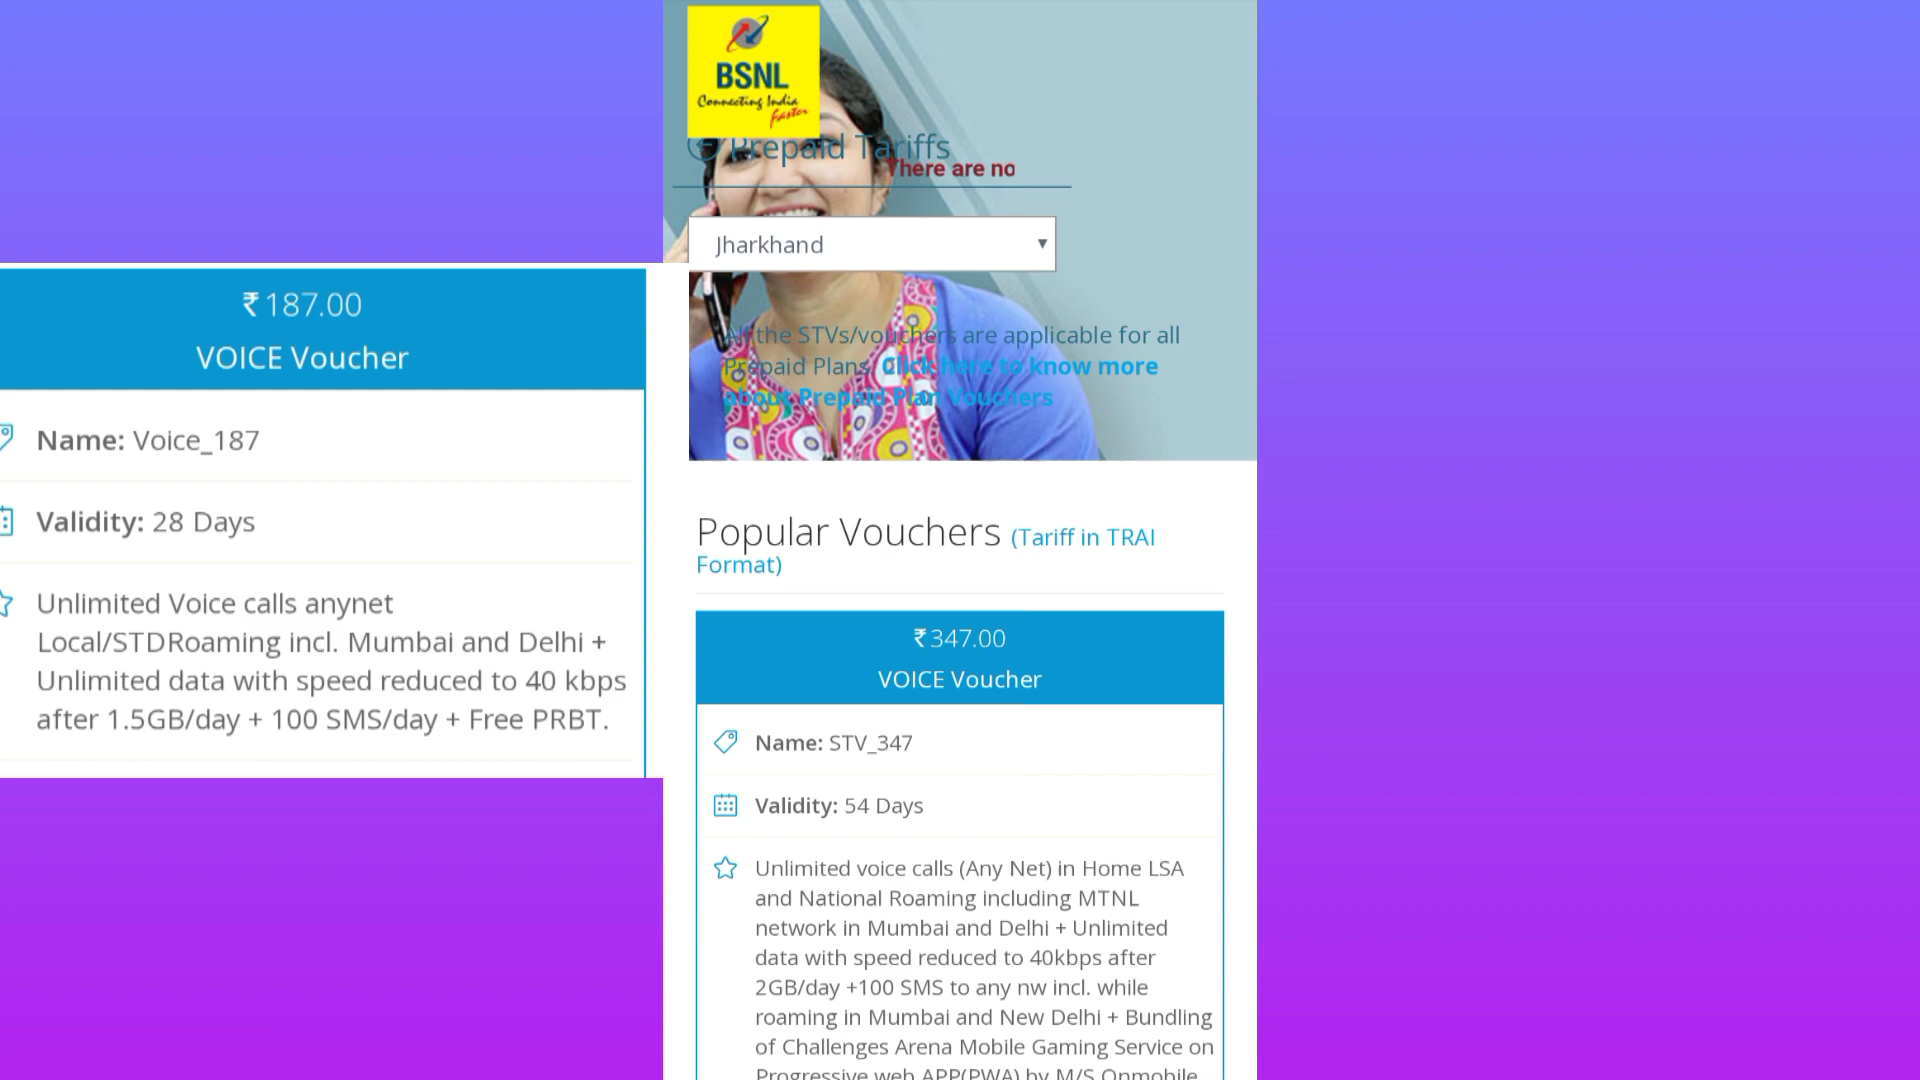 BSNL
Connecting India
faster
Prepaid Tariffs
There are no
Jharkhand
All the STVs/vouchers are applicable for all
Prepaid Plans. Click here to know more
about Prepaid Plan Vouchers
₹187.00
VOICE Voucher
Name: Voice_187
Validity: 28 Days
Unlimited Voice calls anynet
Local/STDRoaming incl. Mumbai and Delhi +
Unlimited data with speed reduced to 40 kbps
after 1.5GB/day + 100 SMS/day + Free PRBT.
Popular Vouchers (Tariff in TRAI
Format)
₹347.00
VOICE Voucher
Name: STV_347
Validity: 54 Days
Unlimited voice calls (Any Net) in Home LSA
and National Roaming including MTNL
network in Mumbai and Delhi + Unlimited
data with speed reduced to 40kbps after
2GB/day +100 SMS to any nw incl. while
roaming in Mumbai and New Delhi + Bundling
of Challenges Arena Mobile Gaming Service on
Progressive web APP(PWA) by M/S Onmobile